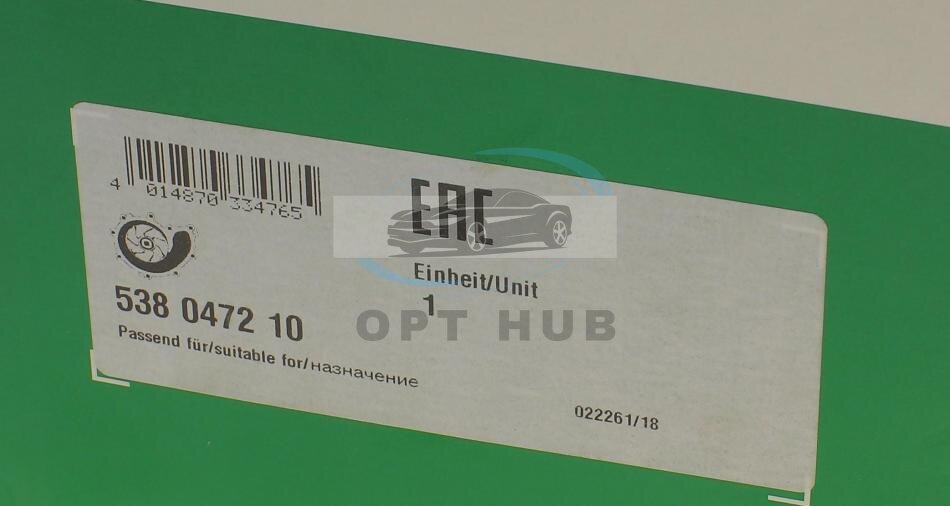 4 014870 334765
EAC
Einheit/Unit
1
OPT HUB
538 0472 10
Passend für/suitable for/назначение
022261/18